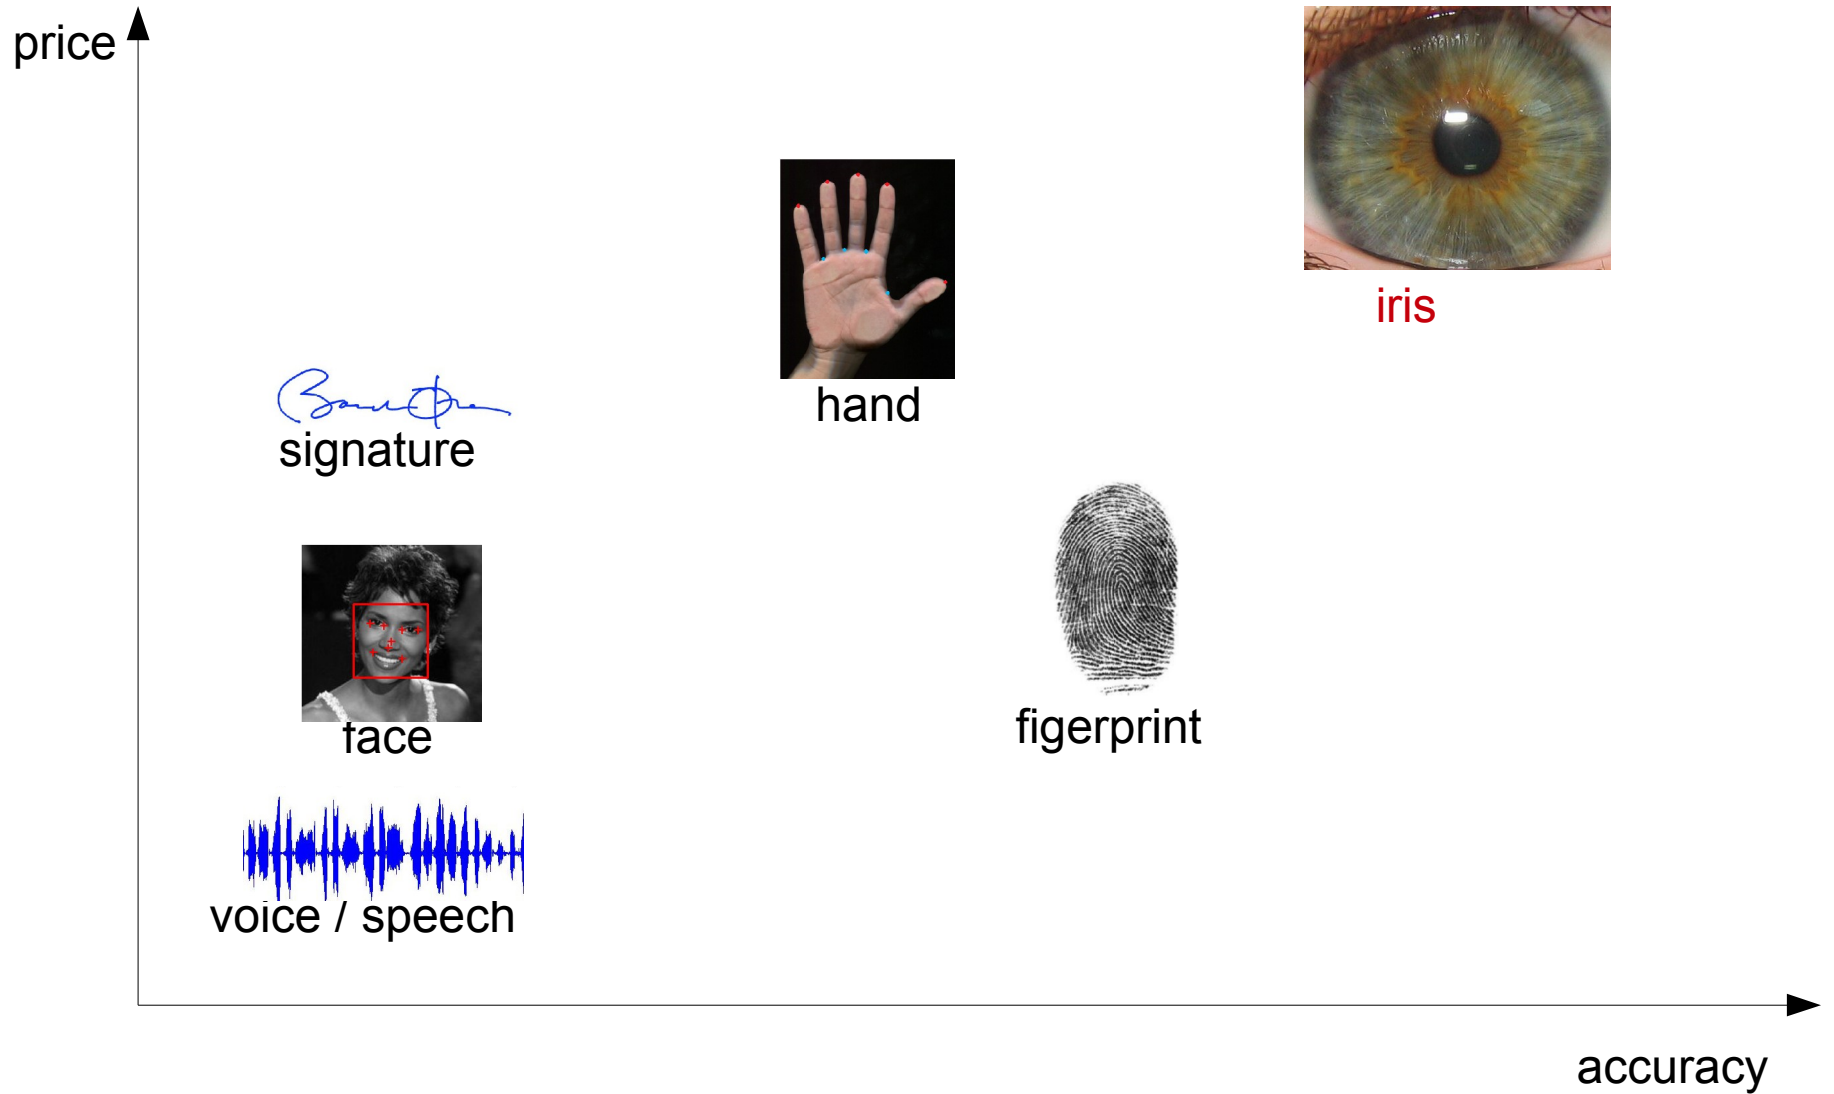 price
iris
hand
signature
figerprint
face
voice / speech
accuracy